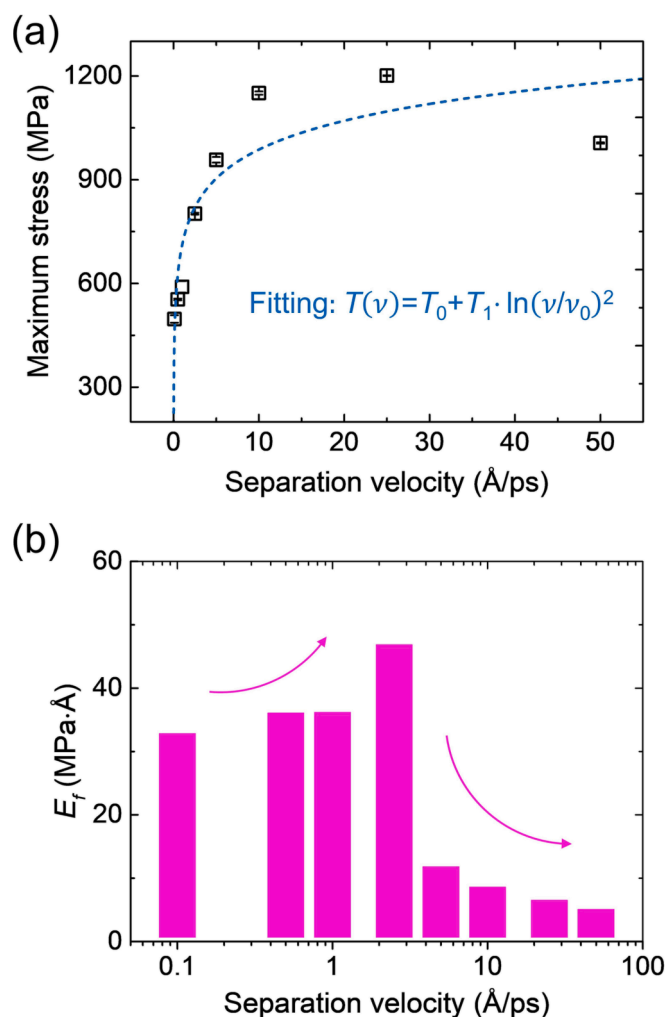 (a)
1200
900
600
300
Maximum stress (MPa)
Fitting: T(ν)=T₀+T₁·ln(ν/ν₀)²
0 10 20 30 40 50
Separation velocity (Å/ps)
(b)
60
40
20
0
E_f (MPa·Å)
0.1 1 10 100
Separation velocity (Å/ps)